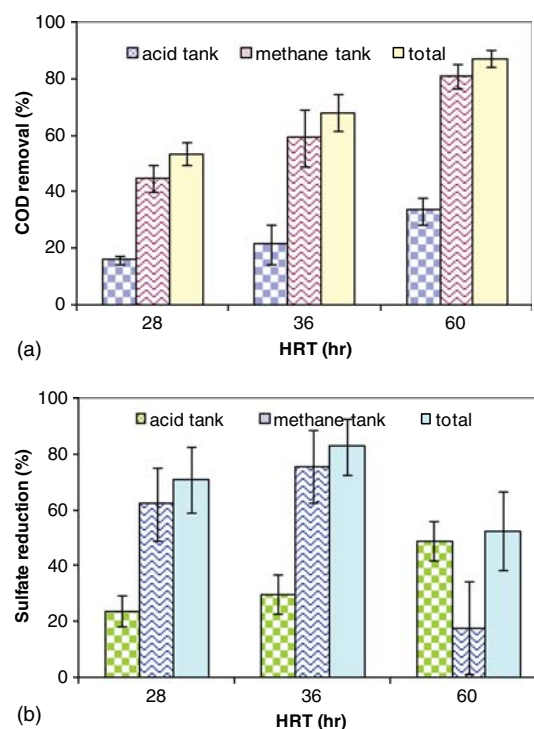 100
acid tank methane tank total
80
60
40
20
0
COD removal (%)
28 36 60
(a) HRT (hr)
100
acid tank methane tank total
80
60
40
20
0
Sulfate reduction (%)
28 36 60
(b) HRT (hr)